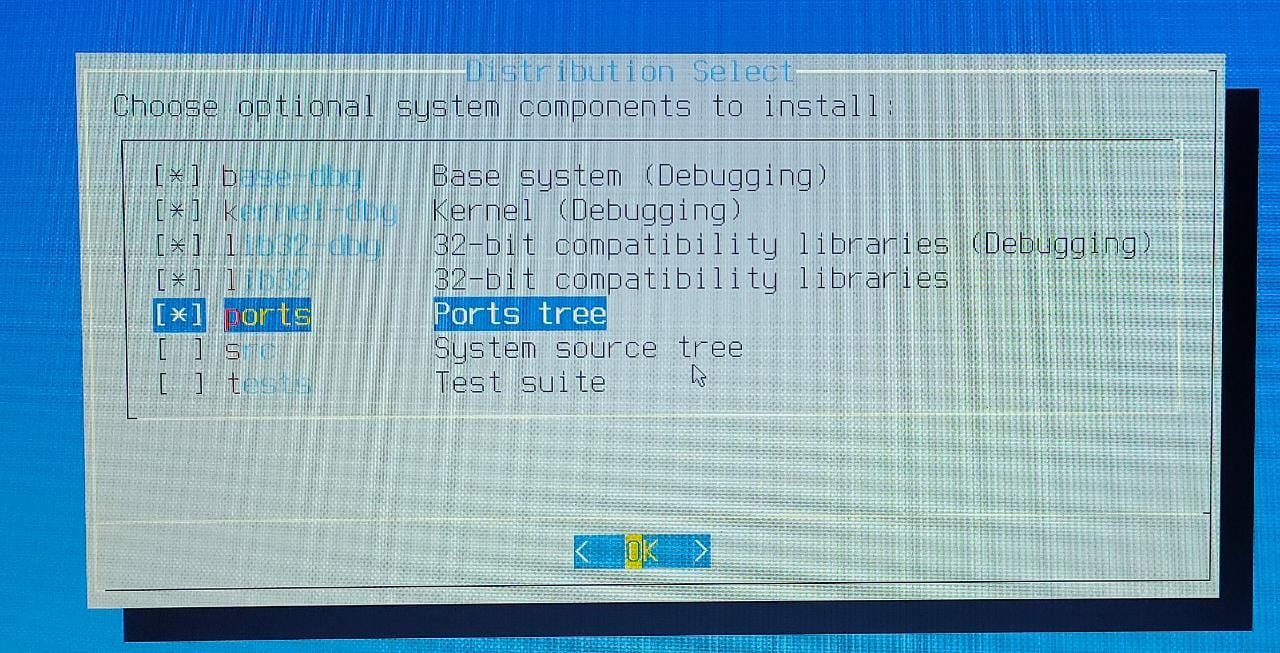 Distribution Select
Choose optional system components to install:
[*] base-dbg Base system (Debugging)
[*] kernel-dbg Kernel (Debugging)
[*] lib32-dbg 32-bit compatibility libraries (Debugging)
[*] lib32 32-bit compatibility libraries
[*] ports Ports tree
[ ] src System source tree
[ ] tests Test suite
< OK >